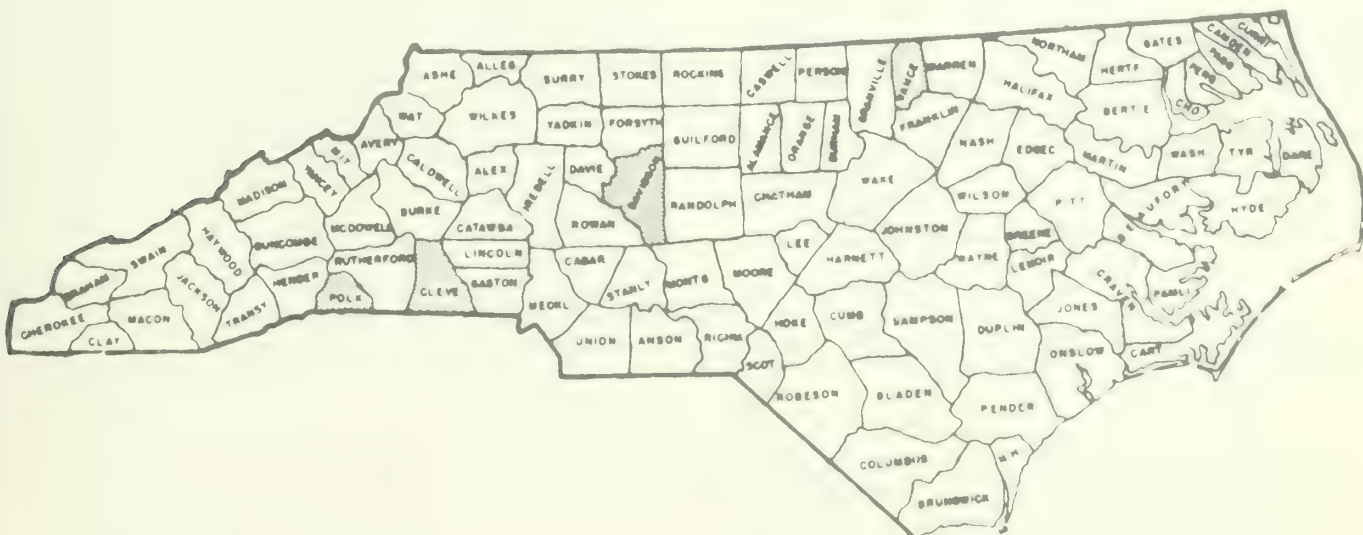 ASHE
ALLEG
SURRY
STOKES
ROCKING
CASWELL
PERSON
GRANVILLE
VANCE
WARREN
NORTHAM
GATES
CAMDEN
CURRIT
PASQ
PERQ
HERTF
HALIFAX
BERTIE
CHO
WAT
WILKES
YADKIN
FORSYTH
GUILFORD
ALAMANCE
ORANGE
DURHAM
FRANKLIN
NASH
EDGEC
MARTIN
WASH
TYR
DARE
AVERY
MIT
YANCEY
MADISON
CALDWELL
ALEX
IREDELL
DAVIE
DAVIDSON
RANDOLPH
CHATHAM
WAKE
WILSON
PITT
BEAUFORT
HYDE
HAYWOOD
BUNCOMBE
MCDOWELL
BURKE
CATAWBA
ROWAN
LINCOLN
SWAIN
GRAHAM
JACKSON
HENDER
RUTHERFORD
CLEVE
GASTON
CABAR
STANLY
MONTG
MOORE
LEE
HARNETT
JOHNSTON
WAYNE
GREENE
LENOIR
CRAVEN
PAMLI
CHEROKEE
CLAY
MACON
TRANSY
POLK
MECKL
UNION
ANSON
RICHM
SCOT
HOKE
CUMB
SAMPSON
DUPLIN
JONES
ONSLOW
CART
ROBESON
BLADEN
PENDER
COLUMBUS
N.H.
BRUNSWICK